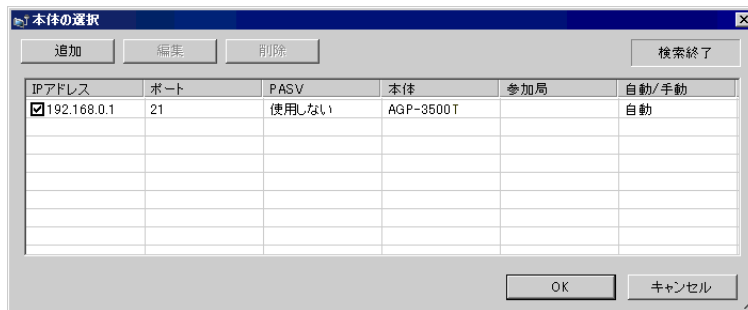 本体の選択
追加 編集 削除 検索終了
IPアドレス ポート PASV 本体 参加局 自動/手動
192.168.0.1 21 使用しない AGP-3500T 自動
OK キャンセル